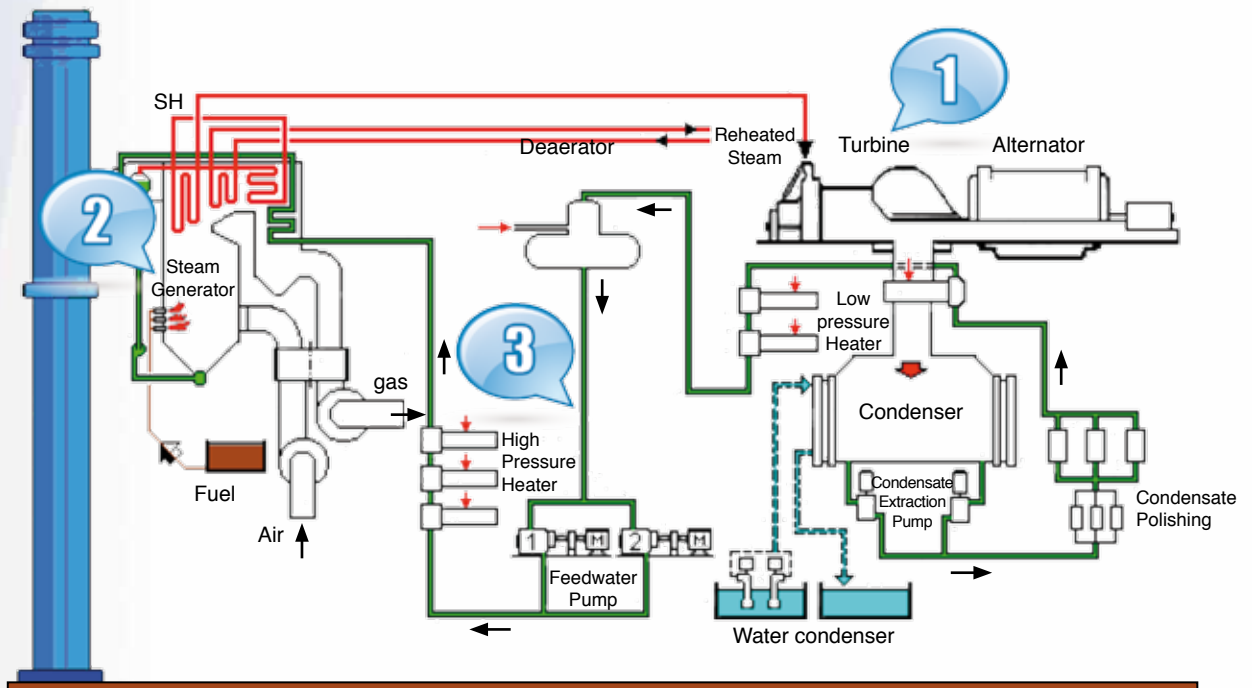 1
SH
Deaerator
Reheated
Steam
Turbine
Alternator
2
Steam
Generator
3
Low
pressure
Heater
gas
Condenser
High
Pressure
Heater
Fuel
Condensate
Extraction
Pump
Condensate
Polishing
Air
1
M
2
M
Feedwater
Pump
Water condenser